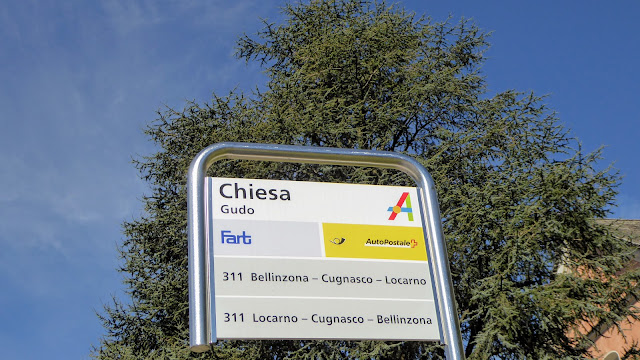 Chiesa
Gudo
Fart AutoPostale
311 Bellinzona – Cugnasco – Locarno
311 Locarno – Cugnasco – Bellinzona